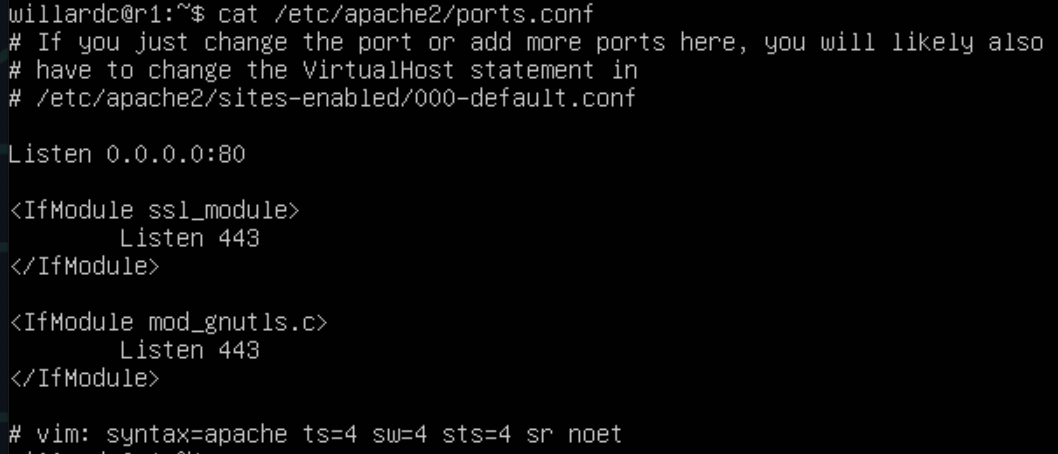 willardc@r1:~$ cat /etc/apache2/ports.conf
# If you just change the port or add more ports here, you will likely also
# have to change the VirtualHost statement in
# /etc/apache2/sites-enabled/000-default.conf
Listen 0.0.0.0:80
<IfModule ssl_module>
Listen 443
</IfModule>
<IfModule mod_gnutls.c>
Listen 443
</IfModule>
# vim: syntax=apache ts=4 sw=4 sts=4 sr noet